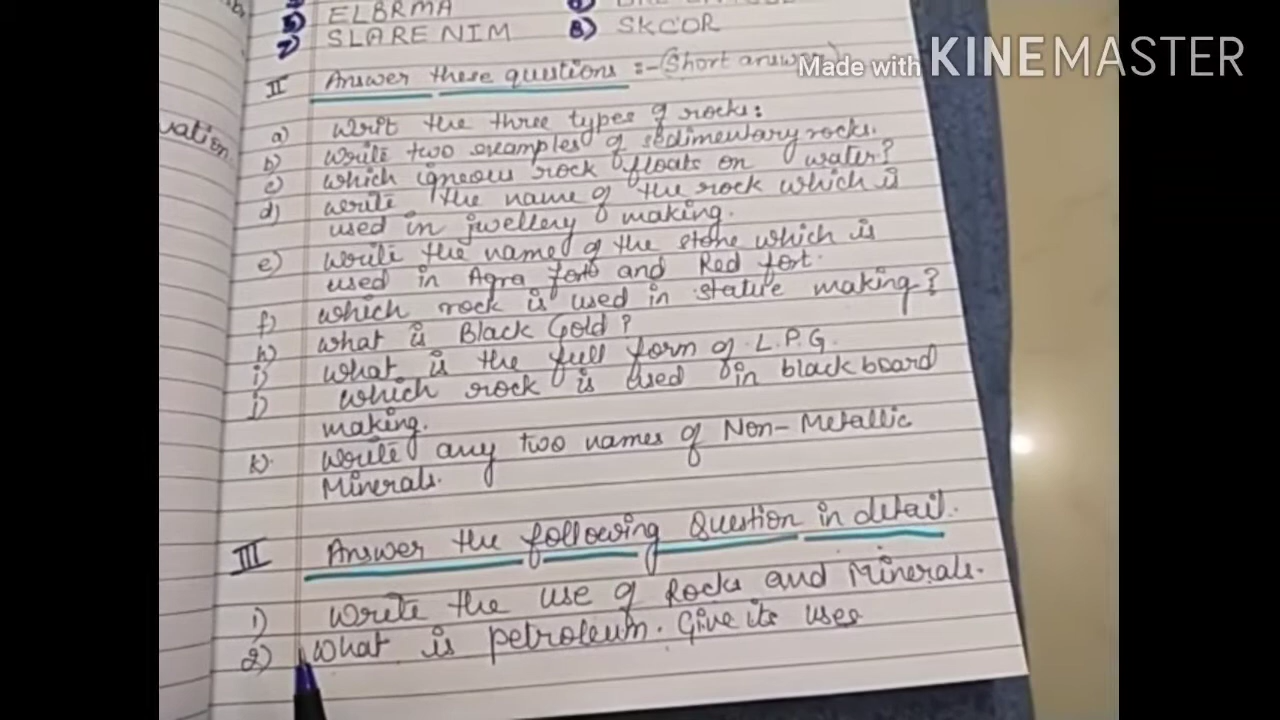 5) ELBRMA
7) SLARENIM 8) SKCOR
II Answer these questions :- (Short answer)
Made with KINEMASTER
a) Writ the three types of rocks:
b) Write two examples of sedimentary rocks.
c) which igneous rock floats on water?
d) write the name of the rock which is
used in jwellery making.
e) Write the name of the stone which is
used in Agra fort and Red fort.
f) which rock is used in statue making?
h) what is Black Gold?
i) What is the full form of L.P.G.
j) which rock is used in black board
making.
k) Write any two names of Non-Metallic
Minerals.
III Answer the following Question in detail.
1) Write the use of Rocks and Minerals.
2) What is petroleum. Give its uses
vation